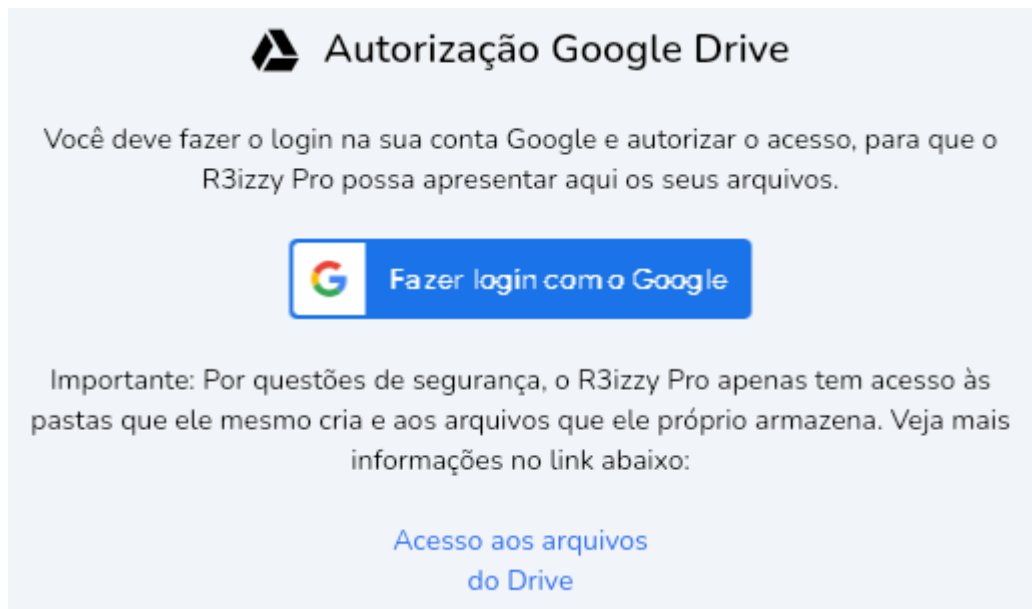 Autorização Google Drive
Você deve fazer o login na sua conta Google e autorizar o acesso, para que o
R3izzy Pro possa apresentar aqui os seus arquivos.
Fazer login com o Google
Importante: Por questões de segurança, o R3izzy Pro apenas tem acesso às
pastas que ele mesmo cria e aos arquivos que ele próprio armazena. Veja mais
informações no link abaixo:
Acesso aos arquivos
do Drive